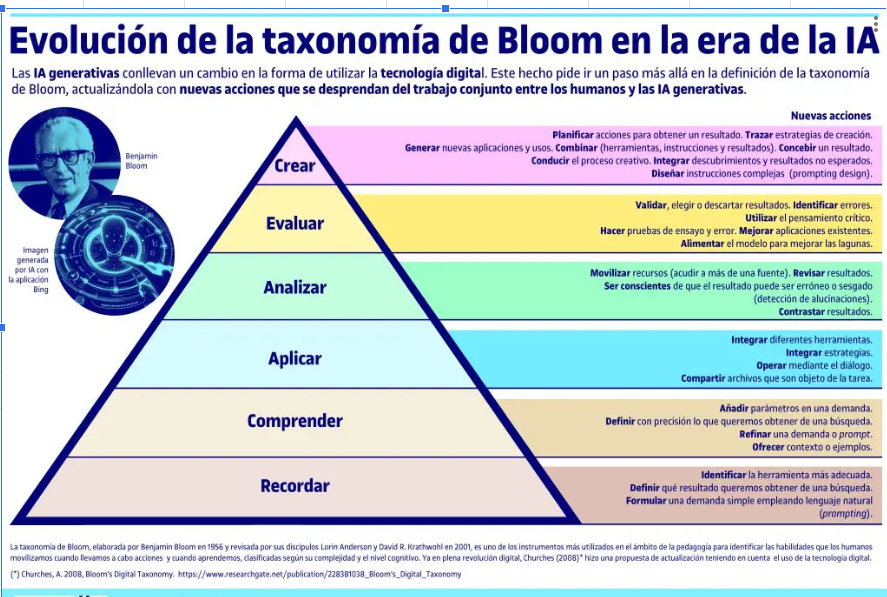 Evolución de la taxonomía de Bloom en la era de la IA
Las IA generativas conllevan un cambio en la forma de utilizar la tecnología digital. Este hecho pide ir un paso más allá en la definición de la taxonomía
de Bloom, actualizándola con nuevas acciones que se desprendan del trabajo conjunto entre los humanos y las IA generativas.
Benjamin
Bloom
Imagen
generada
por IA con
la aplicación
Bing
Nuevas acciones
Crear
Planificar acciones para obtener un resultado. Trazar estrategias de creación.
Generar nuevas aplicaciones y usos. Combinar (herramientas, instrucciones y resultados). Concebir un resultado.
Conducir el proceso creativo. Integrar descubrimientos y resultados no esperados.
Diseñar instrucciones complejas (prompting design).
Evaluar
Validar, elegir o descartar resultados. Identificar errores.
Utilizar el pensamiento crítico.
Hacer pruebas de ensayo y error. Mejorar aplicaciones existentes.
Alimentar el modelo para mejorar las lagunas.
Analizar
Movilizar recursos (acudir a más de una fuente). Revisar resultados.
Ser conscientes de que el resultado puede ser erróneo o sesgado
(detección de alucinaciones).
Contrastar resultados.
Aplicar
Integrar diferentes herramientas.
Integrar estrategias.
Operar mediante el diálogo.
Compartir archivos que son objeto de la tarea.
Comprender
Añadir parámetros en una demanda.
Definir con precisión lo que queremos obtener de una búsqueda.
Refinar una demanda o prompt.
Ofrecer contexto o ejemplos.
Recordar
Identificar la herramienta más adecuada.
Definir qué resultado queremos obtener de una búsqueda.
Formular una demanda simple empleando lenguaje natural
(prompting).
La taxonomía de Bloom, elaborada por Benjamin Bloom en 1956 y revisada por sus discípulos Lorin Anderson y David R. Krathwohl en 2001, es uno de los instrumentos más utilizados en el ámbito de la pedagogía para identificar las habilidades que los humanos
movilizamos cuando llevamos a cabo acciones y cuando aprendemos, clasificadas según su complejidad y el nivel cognitivo. Ya en plena revolución digital, Churches (2008)* hizo una propuesta de actualización teniendo en cuenta el uso de la tecnología digital.
(*) Churches, A. 2008, Bloom's Digital Taxonomy. https://www.researchgate.net/publication/228381038_Bloom's_Digital_Taxonomy